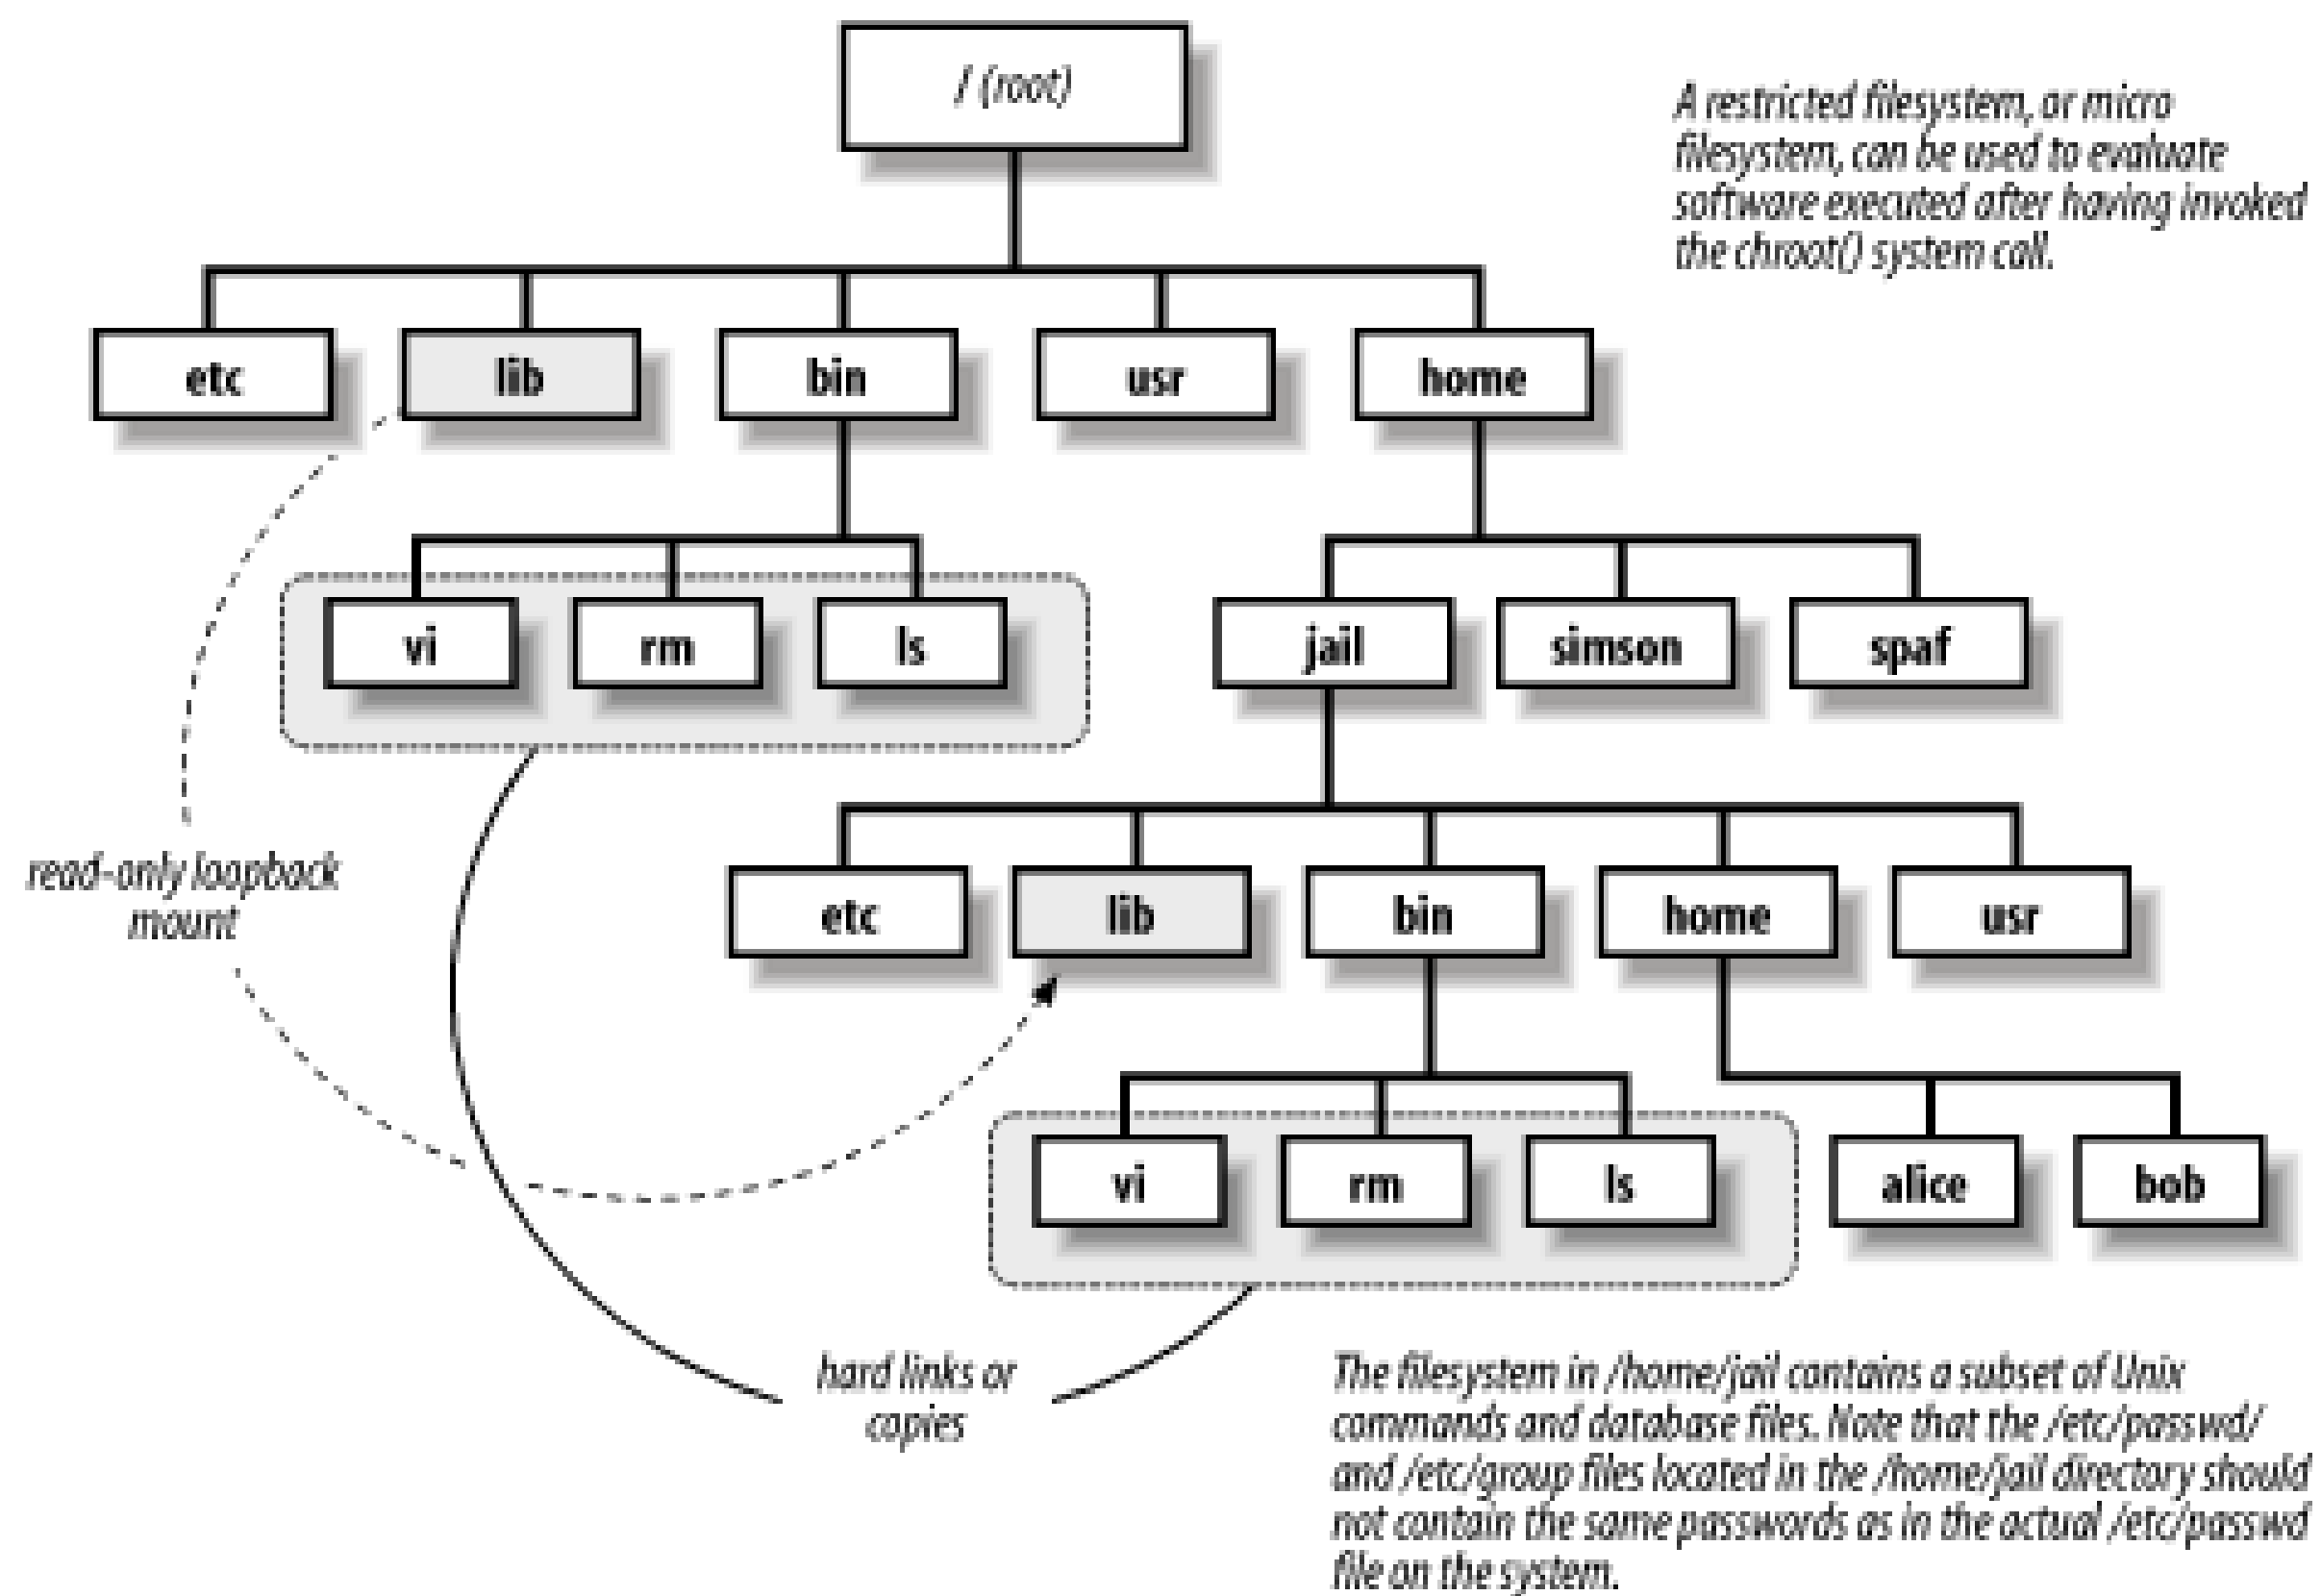 / (root)
A restricted filesystem, or micro
filesystem, can be used to evaluate
software executed after having invoked
the chroot() system call.
etc
lib
bin
usr
home
vi
rm
ls
jail
simson
spaf
read-only loopback
mount
etc
lib
bin
home
usr
vi
rm
ls
alice
bob
hard links or
copies
The filesystem in /home/jail contains a subset of Unix
commands and database files. Note that the /etc/passwd/
and /etc/group files located in the /home/jail directory should
not contain the same passwords as in the actual /etc/passwd
file on the system.